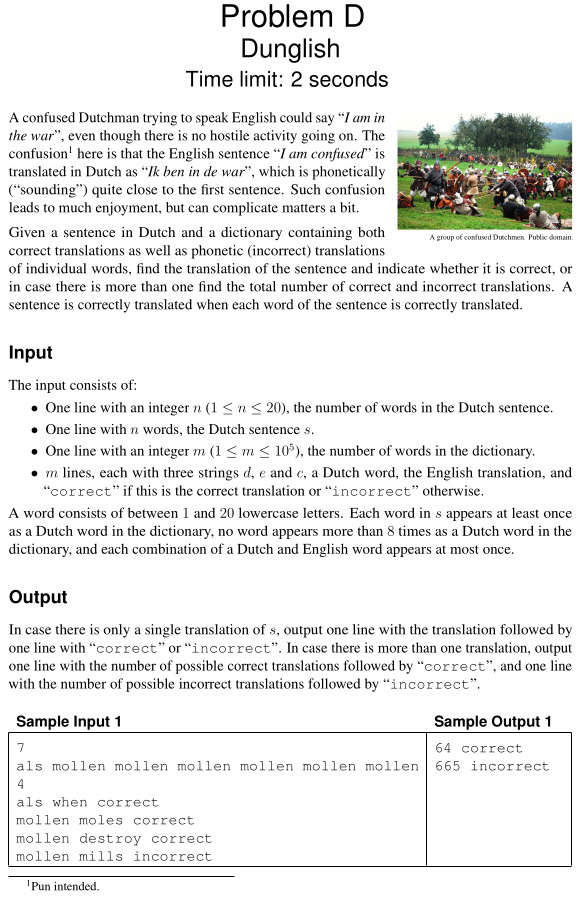 Problem D
Dunglish
Time limit: 2 seconds
A confused Dutchman trying to speak English could say “I am in
the war”, even though there is no hostile activity going on. The
confusion¹ here is that the English sentence “I am confused” is
translated in Dutch as “Ik ben in de war”, which is phonetically
(“sounding”) quite close to the first sentence. Such confusion
leads to much enjoyment, but can complicate matters a bit.
A group of confused Dutchmen. Public domain.
Given a sentence in Dutch and a dictionary containing both
correct translations as well as phonetic (incorrect) translations
of individual words, find the translation of the sentence and indicate whether it is correct, or
in case there is more than one find the total number of correct and incorrect translations. A
sentence is correctly translated when each word of the sentence is correctly translated.
Input
The input consists of:
• One line with an integer n (1 ≤ n ≤ 20), the number of words in the Dutch sentence.
• One line with n words, the Dutch sentence s.
• One line with an integer m (1 ≤ m ≤ 10⁵), the number of words in the dictionary.
• m lines, each with three strings d, e and c, a Dutch word, the English translation, and
“correct” if this is the correct translation or “incorrect” otherwise.
A word consists of between 1 and 20 lowercase letters. Each word in s appears at least once
as a Dutch word in the dictionary, no word appears more than 8 times as a Dutch word in the
dictionary, and each combination of a Dutch and English word appears at most once.
Output
In case there is only a single translation of s, output one line with the translation followed by
one line with “correct” or “incorrect”. In case there is more than one translation, output
one line with the number of possible correct translations followed by “correct”, and one line
with the number of possible incorrect translations followed by “incorrect”.
Sample Input 1
Sample Output 1
7
als mollen mollen mollen mollen mollen mollen
4
als when correct
mollen moles correct
mollen destroy correct
mollen mills incorrect
64 correct
665 incorrect
¹Pun intended.